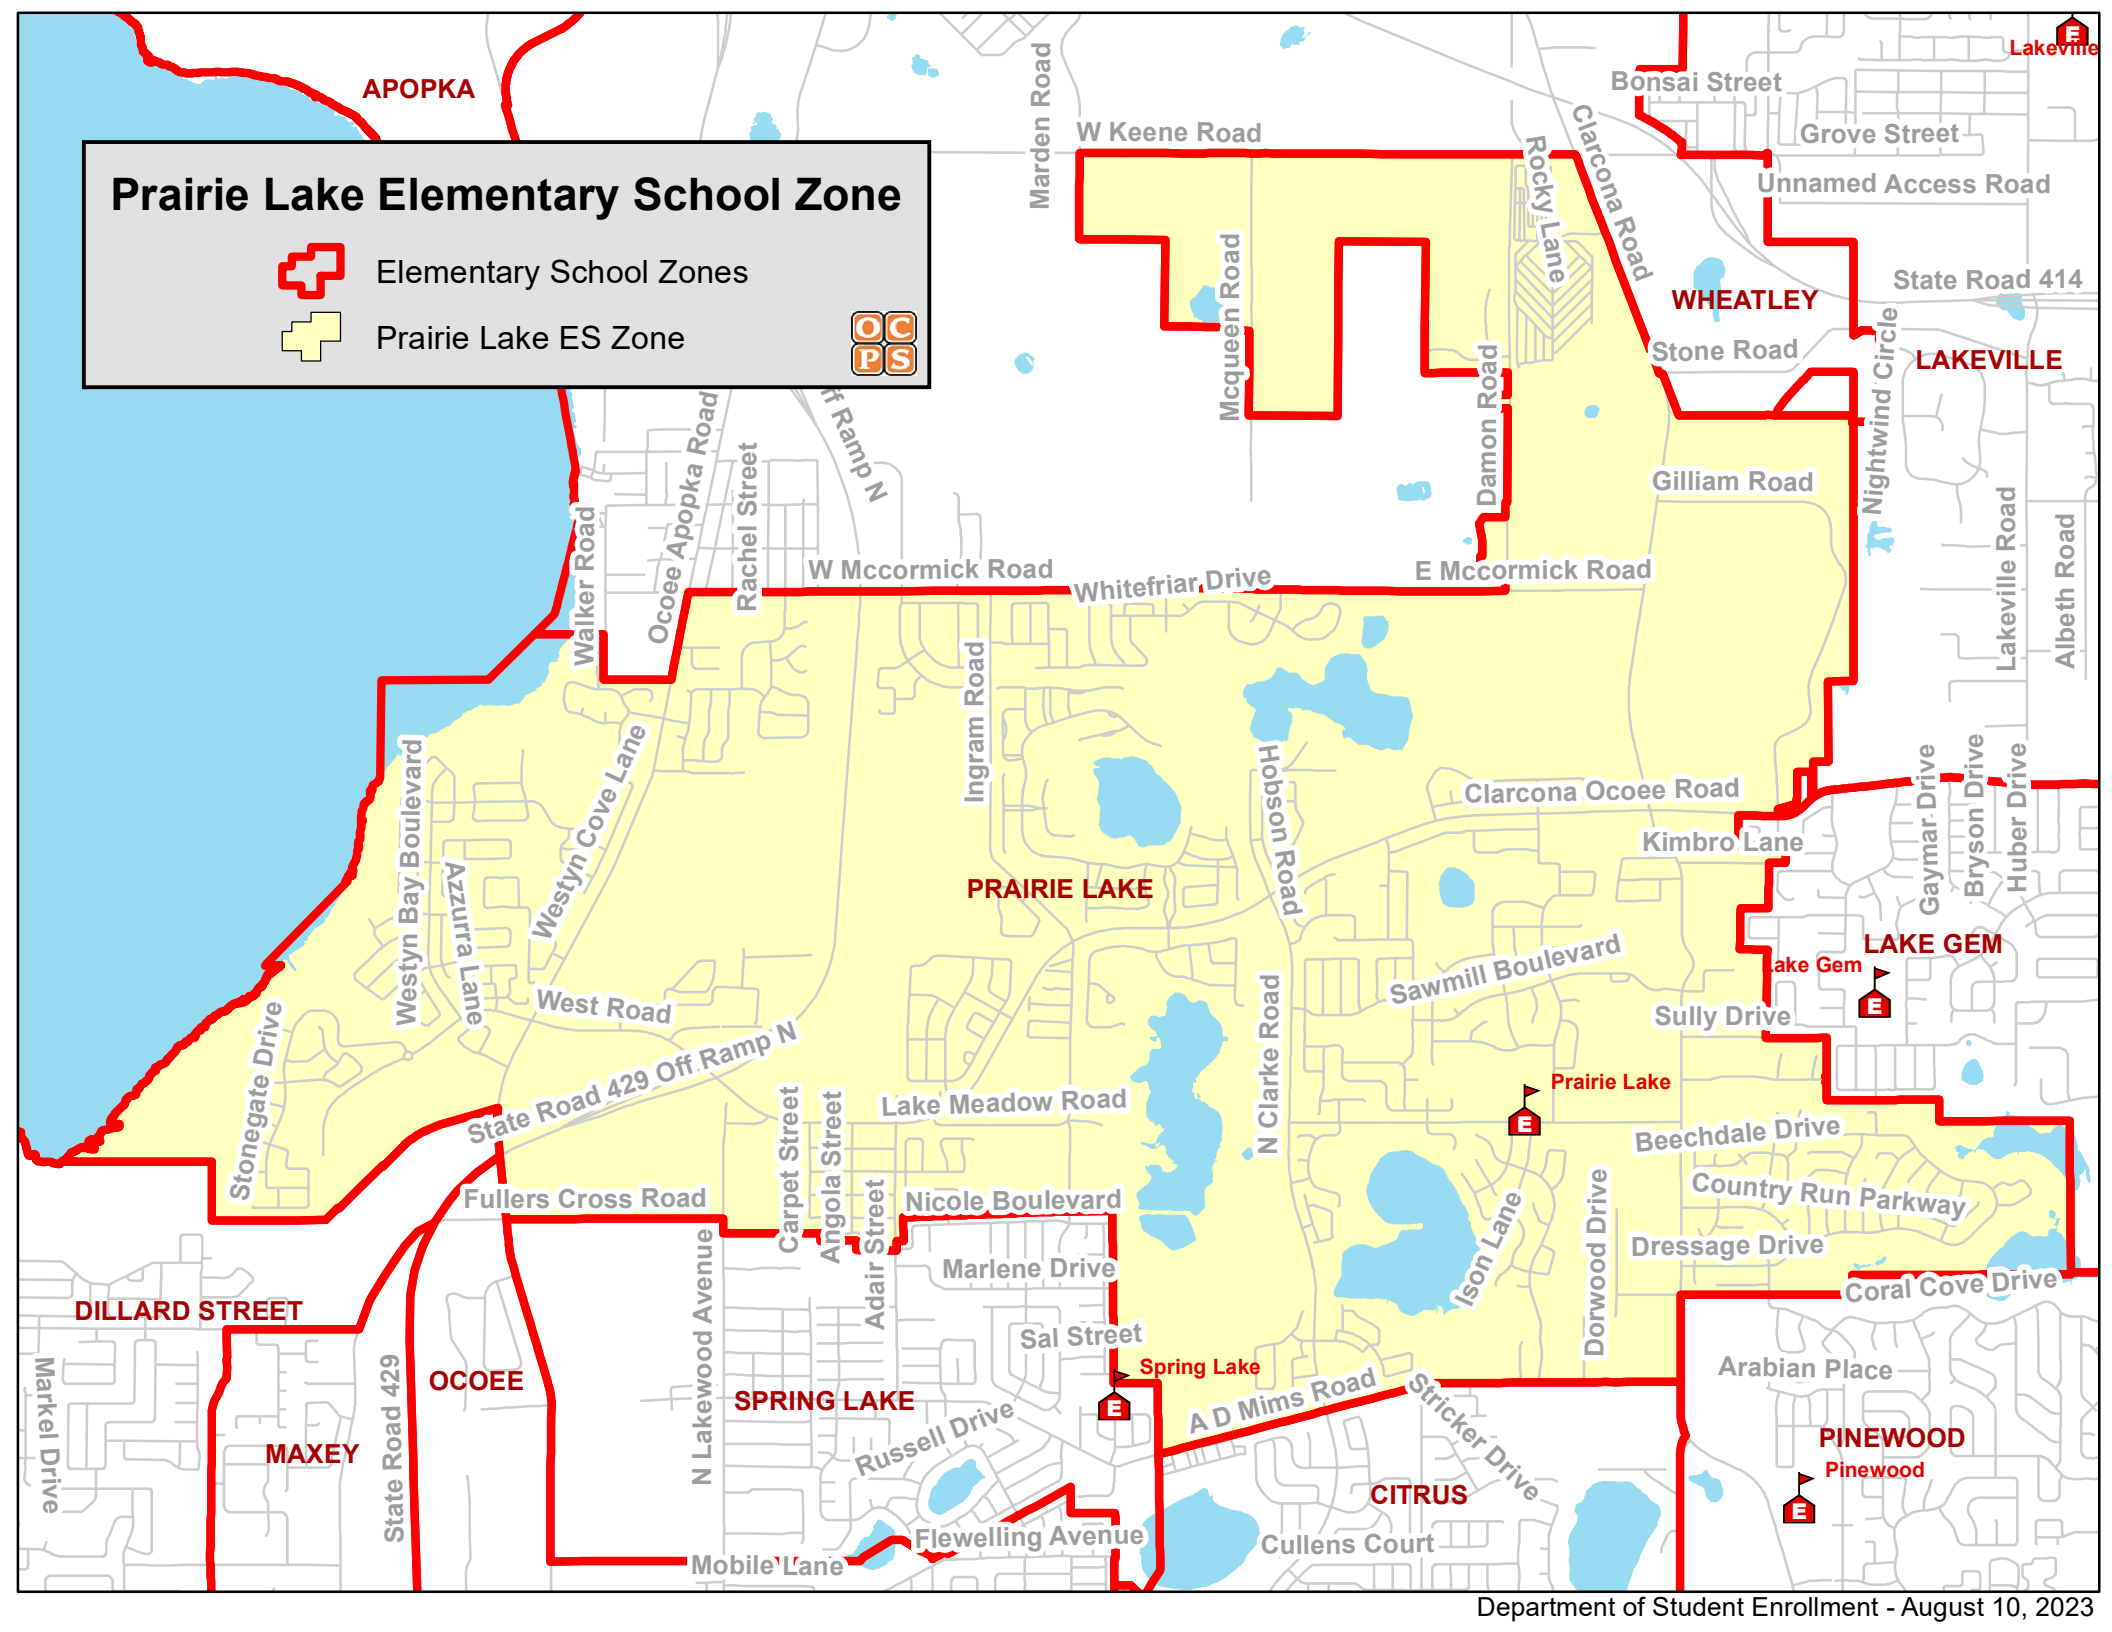 Lakeville
APOPKA
Bonsai Street
Marden Road
W Keene Road
Clarcona Road
Grove Street
Rocky Lane
Unnamed Access Road
Prairie Lake Elementary School Zone
Elementary School Zones
Prairie Lake ES Zone
OC
PS
Mcqueen Road
WHEATLEY
State Road 414
Stone Road
Nightwind Circle
LAKEVILLE
Damon Road
ff Ramp N
Ocoee Apopka Road
Rachel Street
Gilliam Road
Walker Road
Lakeville Road
Albeth Road
W Mccormick Road
Whitefriar Drive
E Mccormick Road
Ingram Road
Westyn Bay Boulevard
Westyn Cove Lane
Hobson Road
Clarcona Ocoee Road
Kimbro Lane
Gaymar Drive
Bryson Drive
Huber Drive
Azzurra Lane
PRAIRIE LAKE
Sawmill Boulevard
LAKE GEM
Lake Gem
E
West Road
N Clarke Road
Sully Drive
Stonegate Drive
State Road 429 Off Ramp N
Prairie Lake
E
Carpet Street
Angola Street
Lake Meadow Road
Beechdale Drive
Fullers Cross Road
Adair Street
Nicole Boulevard
Ison Lane
Dorwood Drive
Country Run Parkway
Dressage Drive
N Lakewood Avenue
Marlene Drive
Coral Cove Drive
DILLARD STREET
Sal Street
Markel Drive
State Road 429
OCOEE
SPRING LAKE
Spring Lake
E
A D Mims Road
Stricker Drive
Arabian Place
MAXEY
Russell Drive
PINEWOOD
Pinewood
E
CITRUS
Flewelling Avenue
Cullens Court
Mobile Lane
Department of Student Enrollment - August 10, 2023